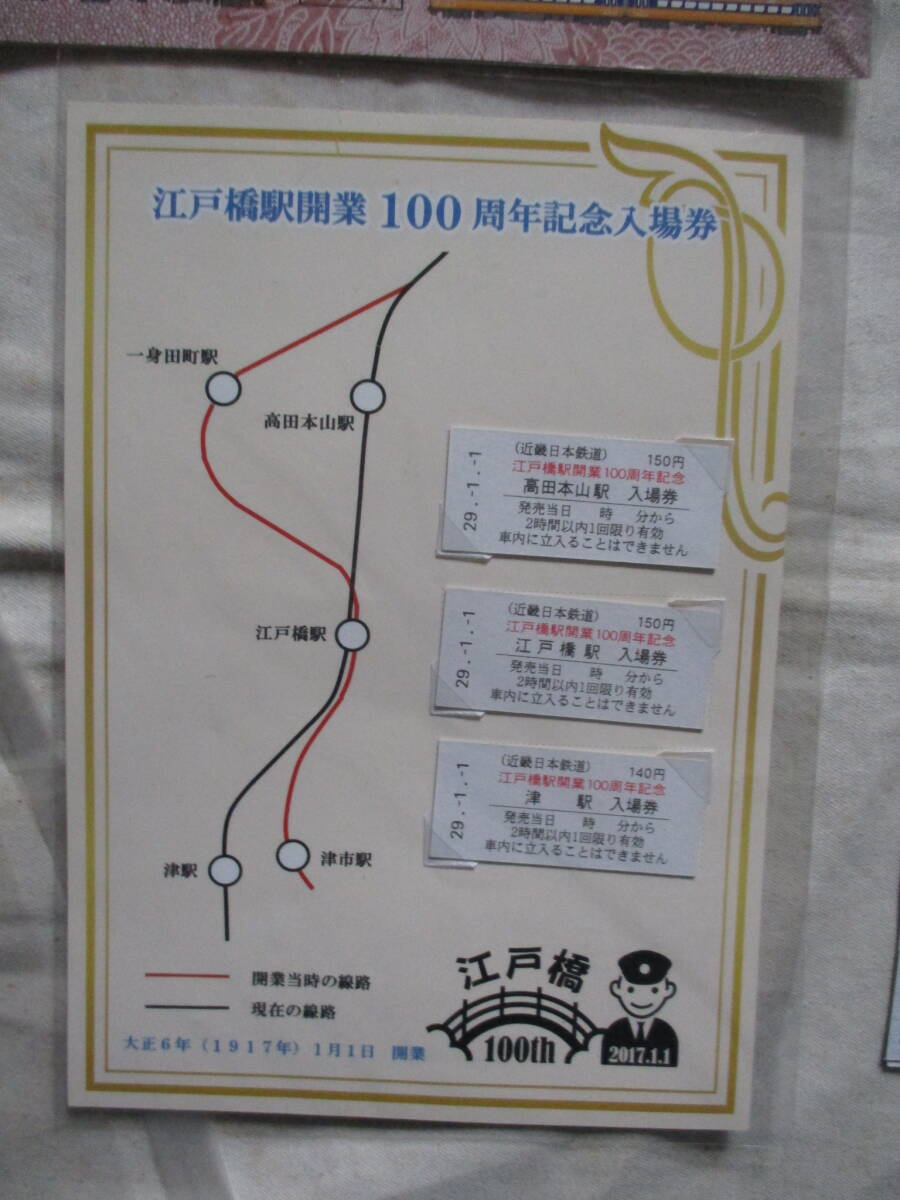 江戸橋駅開業100周年記念入場券
一身田町駅
高田本山駅
江戸橋駅
津駅
津市駅
29.-1.-1
(近畿日本鉄道) 150円
江戸橋駅開業100周年記念
高田本山駅 入場券
発売当日 時 分から
2時間以内1回限り有効
車内に立入ることはできません
29.-1.-1
(近畿日本鉄道) 150円
江戸橋駅開業100周年記念
江戸橋駅 入場券
発売当日 時 分から
2時間以内1回限り有効
車内に立入ることはできません
29.-1.-1
(近畿日本鉄道) 140円
江戸橋駅開業100周年記念
津 駅 入場券
発売当日 時 分から
2時間以内1回限り有効
車内に立入ることはできません
開業当時の線路
現在の線路
大正6年(1917年)1月1日 開業
江戸橋
100th
2017.1.1